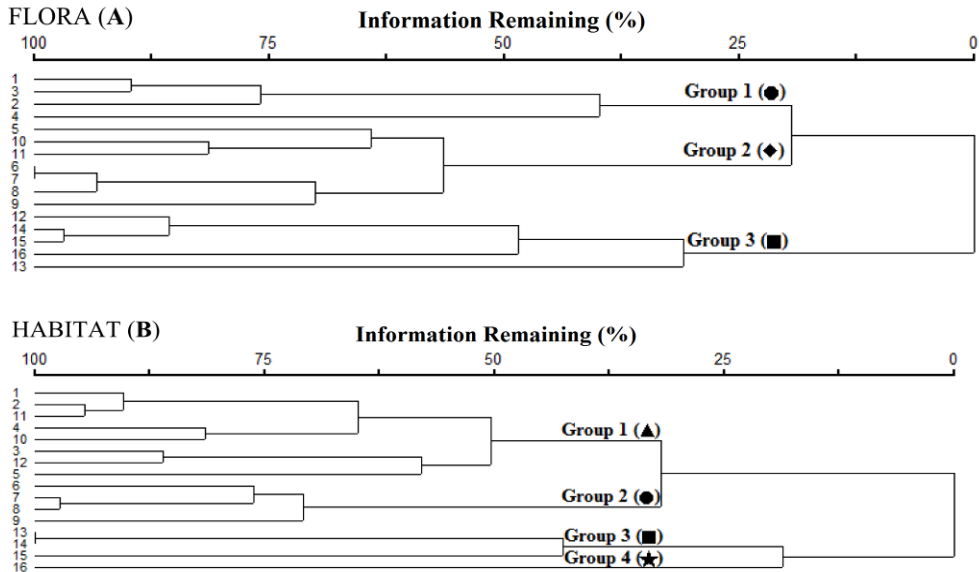 FLORA (A)
Information Remaining (%)
100 75 50 25 0
1
3
2
4
5
10
11
6
7
8
9
12
14
15
16
13
Group 1 (●)
Group 2 (◆)
Group 3 (■)
HABITAT (B)
Information Remaining (%)
100 75 50 25 0
1
2
11
4
10
3
12
5
6
7
8
9
13
14
15
16
Group 1 (▲)
Group 2 (●)
Group 3 (■)
Group 4 (★)